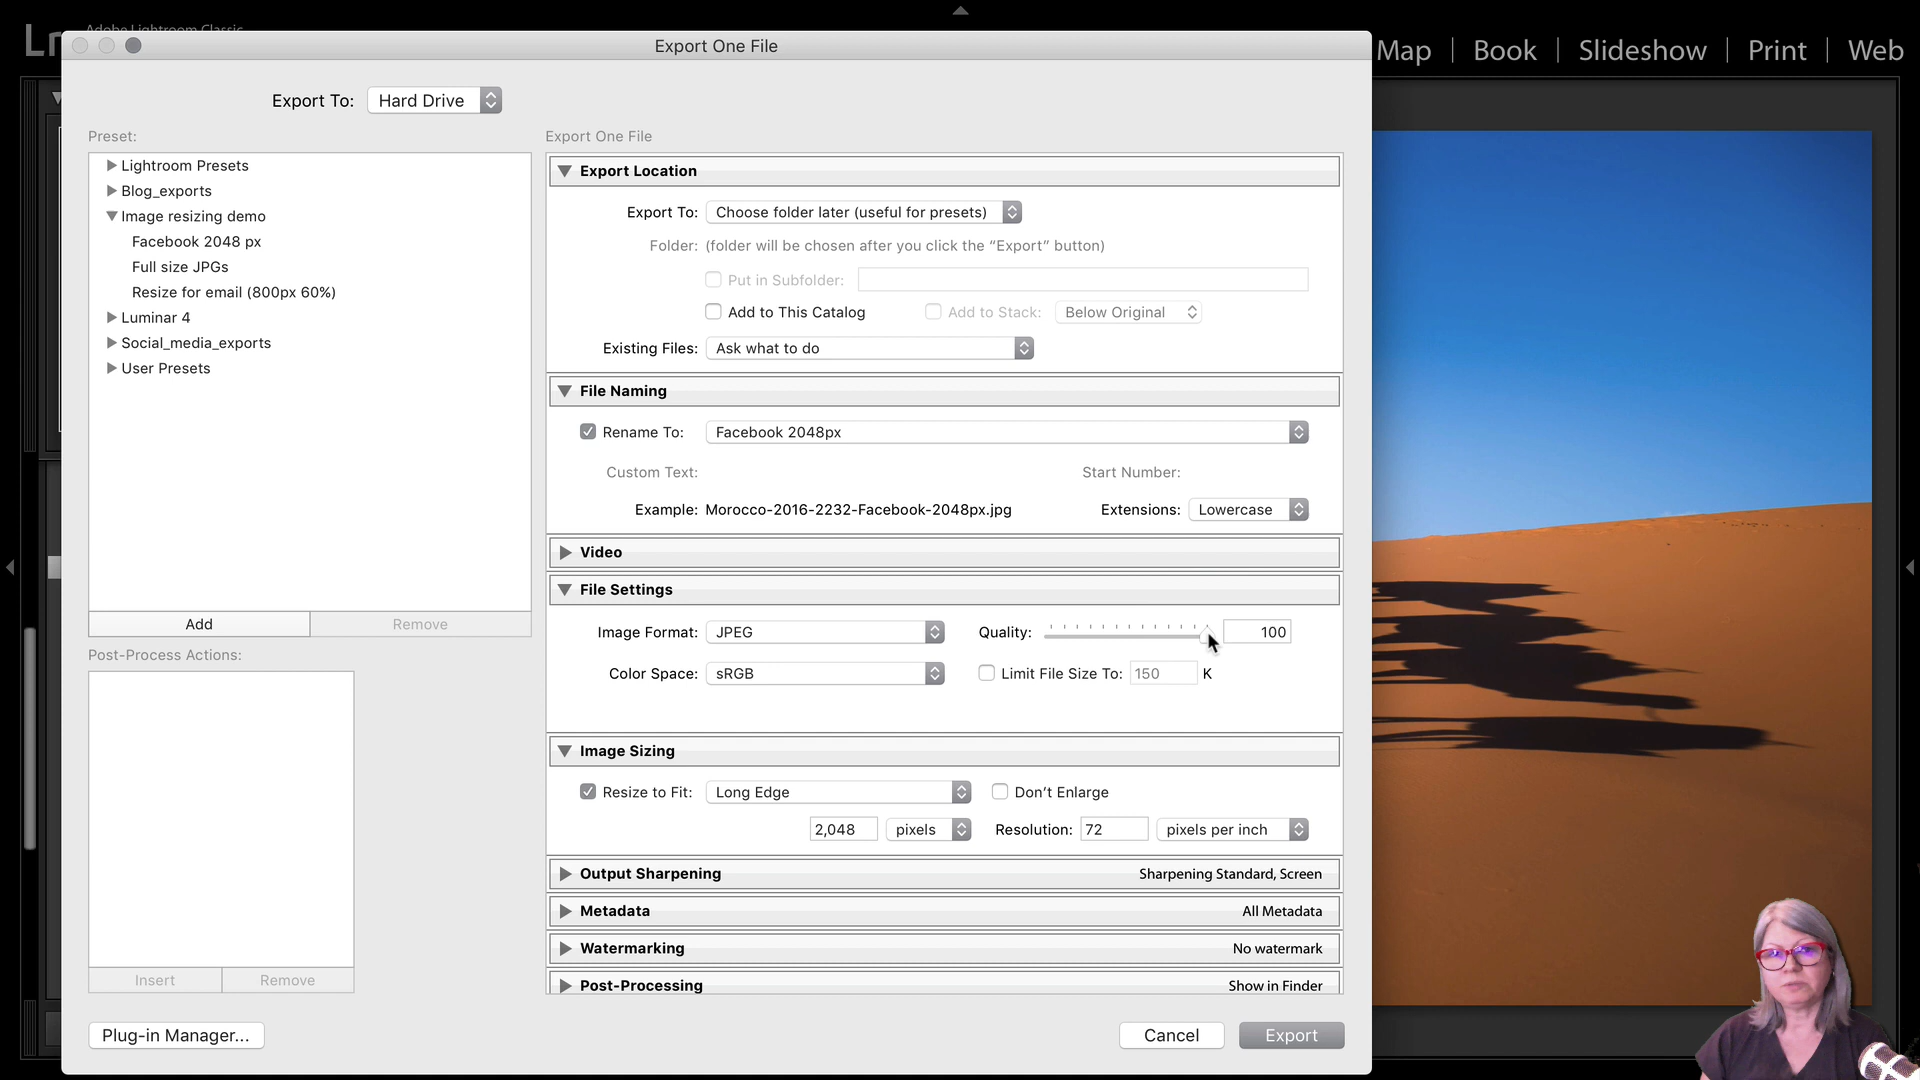 Lr
Adobe Lightroom Classic
Map | Book | Slideshow | Print | Web
Export One File
Export To: Hard Drive
Preset:
Lightroom Presets
Blog_exports
Image resizing demo
Facebook 2048 px
Full size JPGs
Resize for email (800px 60%)
Luminar 4
Social_media_exports
User Presets
Add
Remove
Post-Process Actions:
Insert
Remove
Plug-in Manager...
Export One File
Export Location
Export To: Choose folder later (useful for presets)
Folder: (folder will be chosen after you click the “Export” button)
Put in Subfolder:
Add to This Catalog Add to Stack: Below Original
Existing Files: Ask what to do
File Naming
Rename To: Facebook 2048px
Custom Text: Start Number:
Example: Morocco-2016-2232-Facebook-2048px.jpg Extensions: Lowercase
Video
File Settings
Image Format: JPEG Quality: 100
Color Space: sRGB Limit File Size To: 150 K
Image Sizing
Resize to Fit: Long Edge Don’t Enlarge
2,048 pixels Resolution: 72 pixels per inch
Output Sharpening Sharpening Standard, Screen
Metadata All Metadata
Watermarking No watermark
Post-Processing Show in Finder
Cancel Export